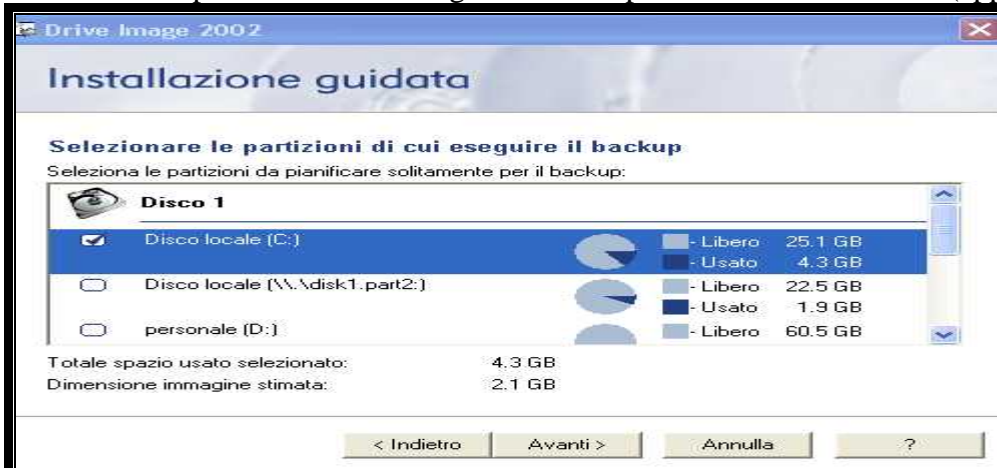 Drive Image 2002
Installazione guidata
Selezionare le partizioni di cui eseguire il backup
Seleziona le partizioni da pianificare solitamente per il backup:
Disco 1
Disco locale (C:) - Libero 25.1 GB
- Usato 4.3 GB
Disco locale (\\.\disk1.part2:) - Libero 22.5 GB
- Usato 1.9 GB
personale (D:) - Libero 60.5 GB
Totale spazio usato selezionato: 4.3 GB
Dimensione immagine stimata: 2.1 GB
< Indietro Avanti > Annulla ?